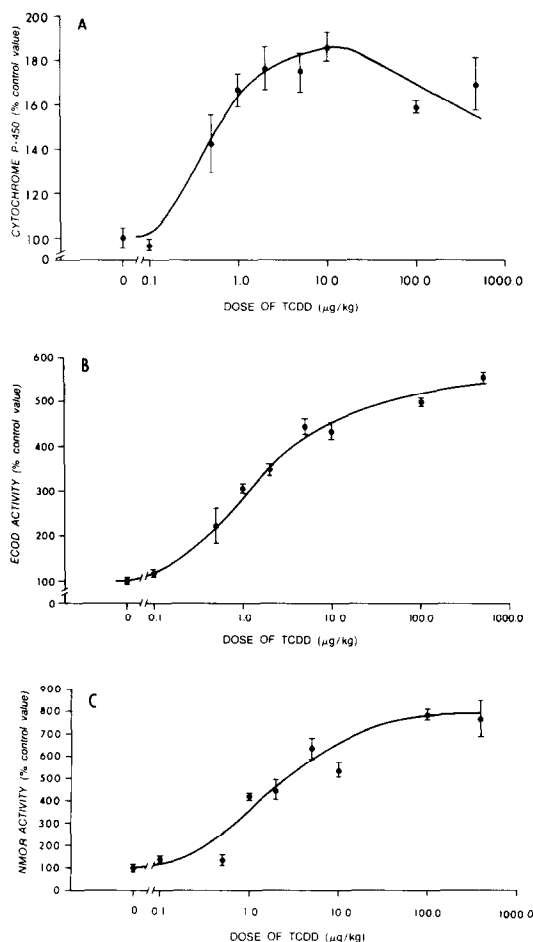 A
200
180
160
140
120
100
0
CYTOCHROME P-450 (% control value)
0 0.1 1.0 10.0 100.0 1000.0
DOSE OF TCDD (µg/kg)
B
600
500
400
300
200
100
0
ECOD ACTIVITY (% control value)
0 0.1 1.0 10.0 100.0 1000.0
DOSE OF TCDD (µg/kg)
C
900
800
700
600
500
400
300
200
100
0
NMOR ACTIVITY (% control value)
0 0.1 1.0 10.0 100.0 1000.0
DOSE OF TCDD (µg/kg)